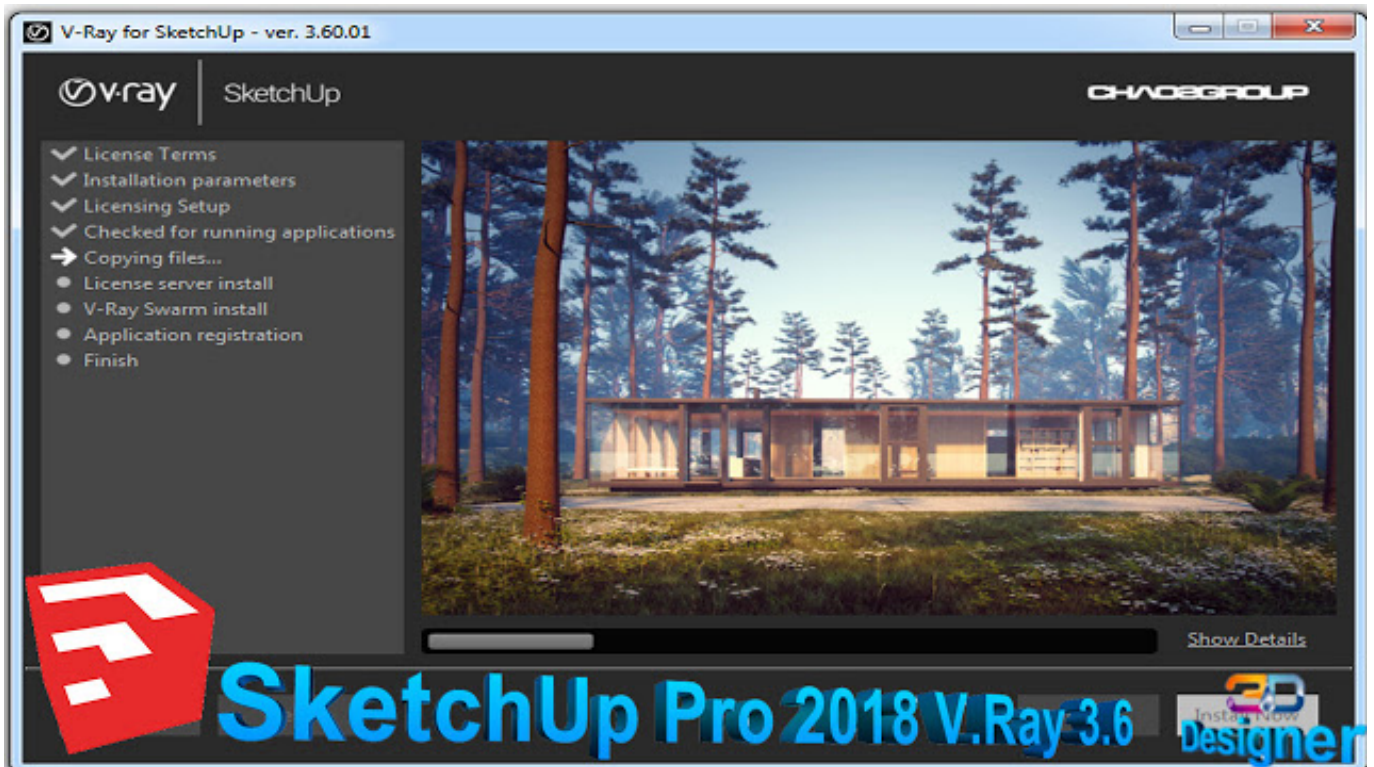 V-Ray for SketchUp - ver. 3.60.01
v·ray SketchUp
CHAOSGROUP
License Terms
Installation parameters
Licensing Setup
Checked for running applications
Copying files...
License server install
V-Ray Swarm install
Application registration
Finish
Show Details
SketchUp Pro 2018 V.Ray 3.6
Install Now
3D
Designer